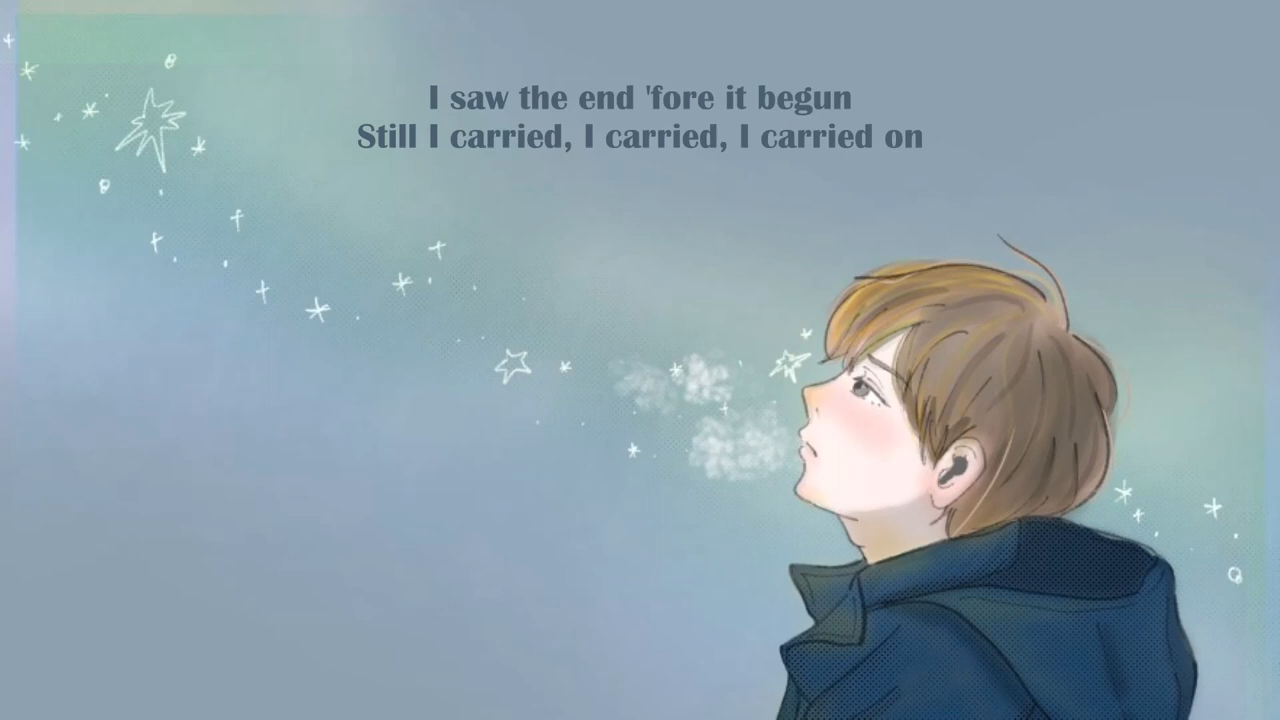 I saw the end 'fore it begun
Still I carried, I carried, I carried on